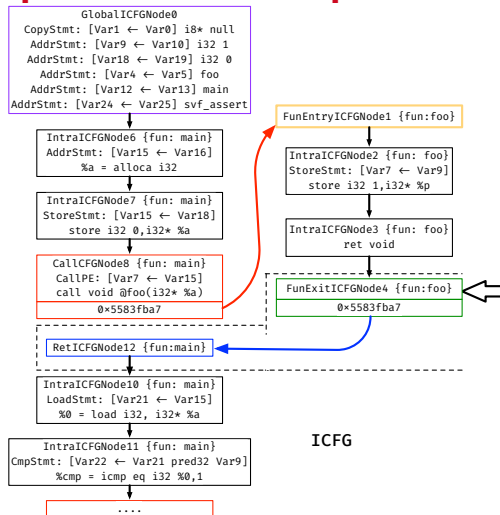 GlobalICFGNode0
CopyStmt: [Var1 ← Var0] i8* null
AddrStmt: [Var9 ← Var10] i32 1
AddrStmt: [Var18 ← Var19] i32 0
AddrStmt: [Var4 ← Var5] foo
AddrStmt: [Var12 ← Var13] main
AddrStmt: [Var24 ← Var25] svf_assert
IntraICFGNode6 {fun: main}
AddrStmt: [Var15 ← Var16]
%a = alloca i32
IntraICFGNode7 {fun: main}
StoreStmt: [Var15 ← Var18]
store i32 0,i32* %a
CallCFGNode8 {fun: main}
CallPE: [Var7 ← Var15]
call void @foo(i32* %a)
0×5583fba7
FunEntryICFGNode1 {fun:foo}
IntraICFGNode2 {fun: foo}
StoreStmt: [Var7 ← Var9]
store i32 1,i32* %p
IntraICFGNode3 {fun: foo}
ret void
FunExitICFGNode4 {fun:foo}
0×5583fba7
RetICFGNode12 {fun:main}
IntraICFGNode10 {fun: main}
LoadStmt: [Var21 ← Var15]
%0 = load i32, i32* %a
IntraICFGNode11 {fun: main}
CmpStmt: [Var22 ← Var21 pred32 Var9]
%cmp = icmp eq i32 %0,1
....
ICFG